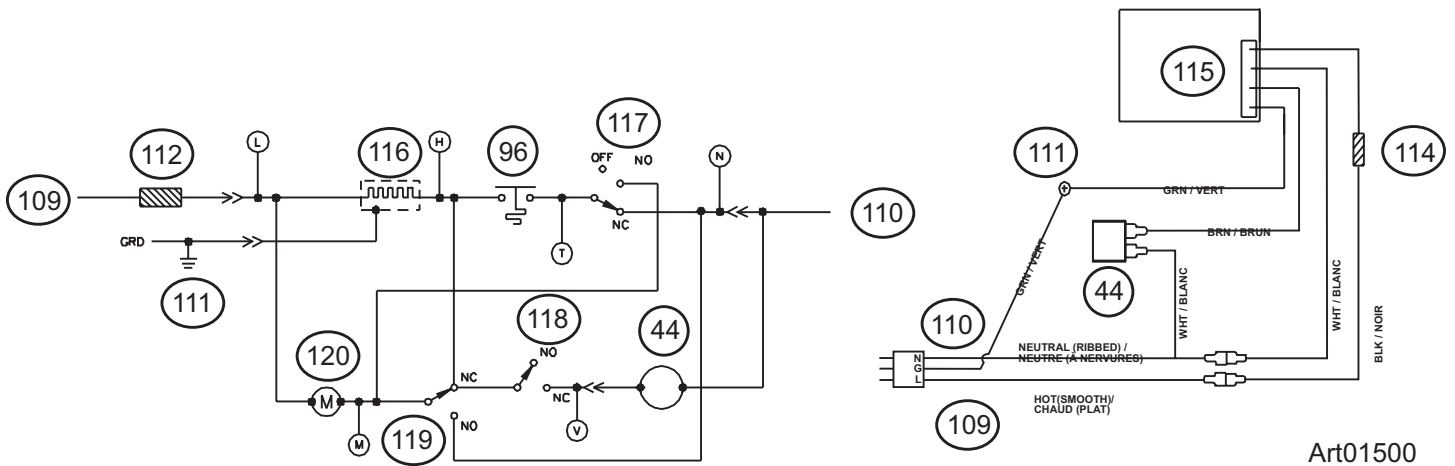 117
OFF NO
112
L
116
H
96
N
109
NC
110
GRD
T
111
118
44
120
NO
NC
M
NC
V
M
119
NO
115
111
114
GRN / VERT
BRN / BRUN
GRN / VERT
44
WHT / BLANC
WHT / BLANC
BLK / NOIR
110
NEUTRAL (RIBBED) /
NEUTRE (À NERVURES)
N
G
L
HOT(SMOOTH)/
CHAUD (PLAT)
109
Art01500